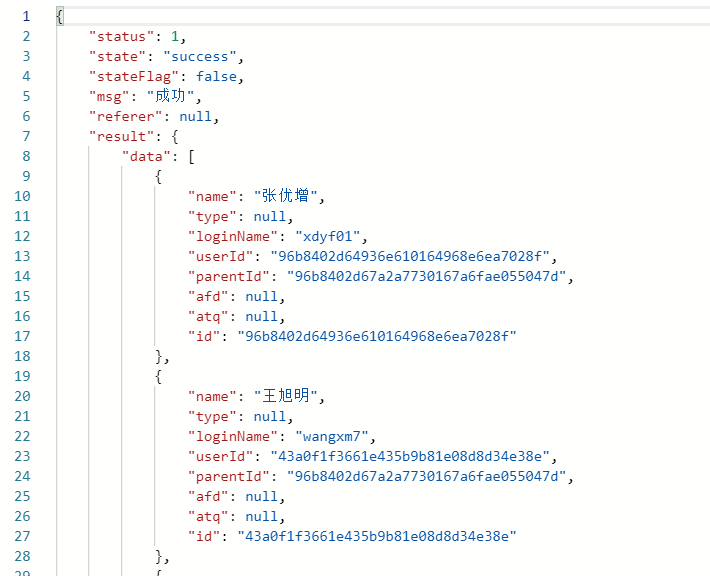 1 {
2 "status": 1,
3 "state": "success",
4 "stateFlag": false,
5 "msg": "成功",
6 "referer": null,
7 "result": {
8 "data": [
9 {
10 "name": "张优增",
11 "type": null,
12 "loginName": "xdyf01",
13 "userId": "96b8402d64936e610164968e6ea7028f",
14 "parentId": "96b8402d67a2a7730167a6fae055047d",
15 "afd": null,
16 "atq": null,
17 "id": "96b8402d64936e610164968e6ea7028f"
18 },
19 {
20 "name": "王旭明",
21 "type": null,
22 "loginName": "wangxm7",
23 "userId": "43a0f1f3661e435b9b81e08d8d34e38e",
24 "parentId": "96b8402d67a2a7730167a6fae055047d",
25 "afd": null,
26 "atq": null,
27 "id": "43a0f1f3661e435b9b81e08d8d34e38e"
28 },
29 {